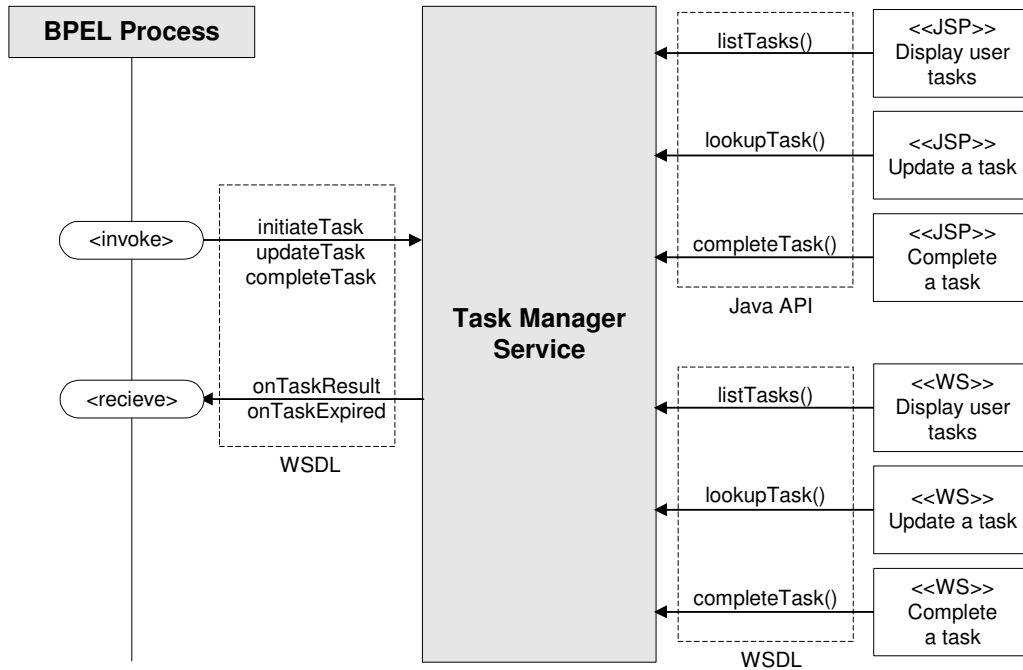 BPEL Process
<invoke>
initiateTask
updateTask
completeTask
<recieve>
onTaskResult
onTaskExpired
WSDL
Task Manager
Service
listTasks()
lookupTask()
completeTask()
Java API
listTasks()
lookupTask()
completeTask()
WSDL
<<JSP>>
Display user
tasks
<<JSP>>
Update a task
<<JSP>>
Complete
a task
<<WS>>
Display user
tasks
<<WS>>
Update a task
<<WS>>
Complete
a task